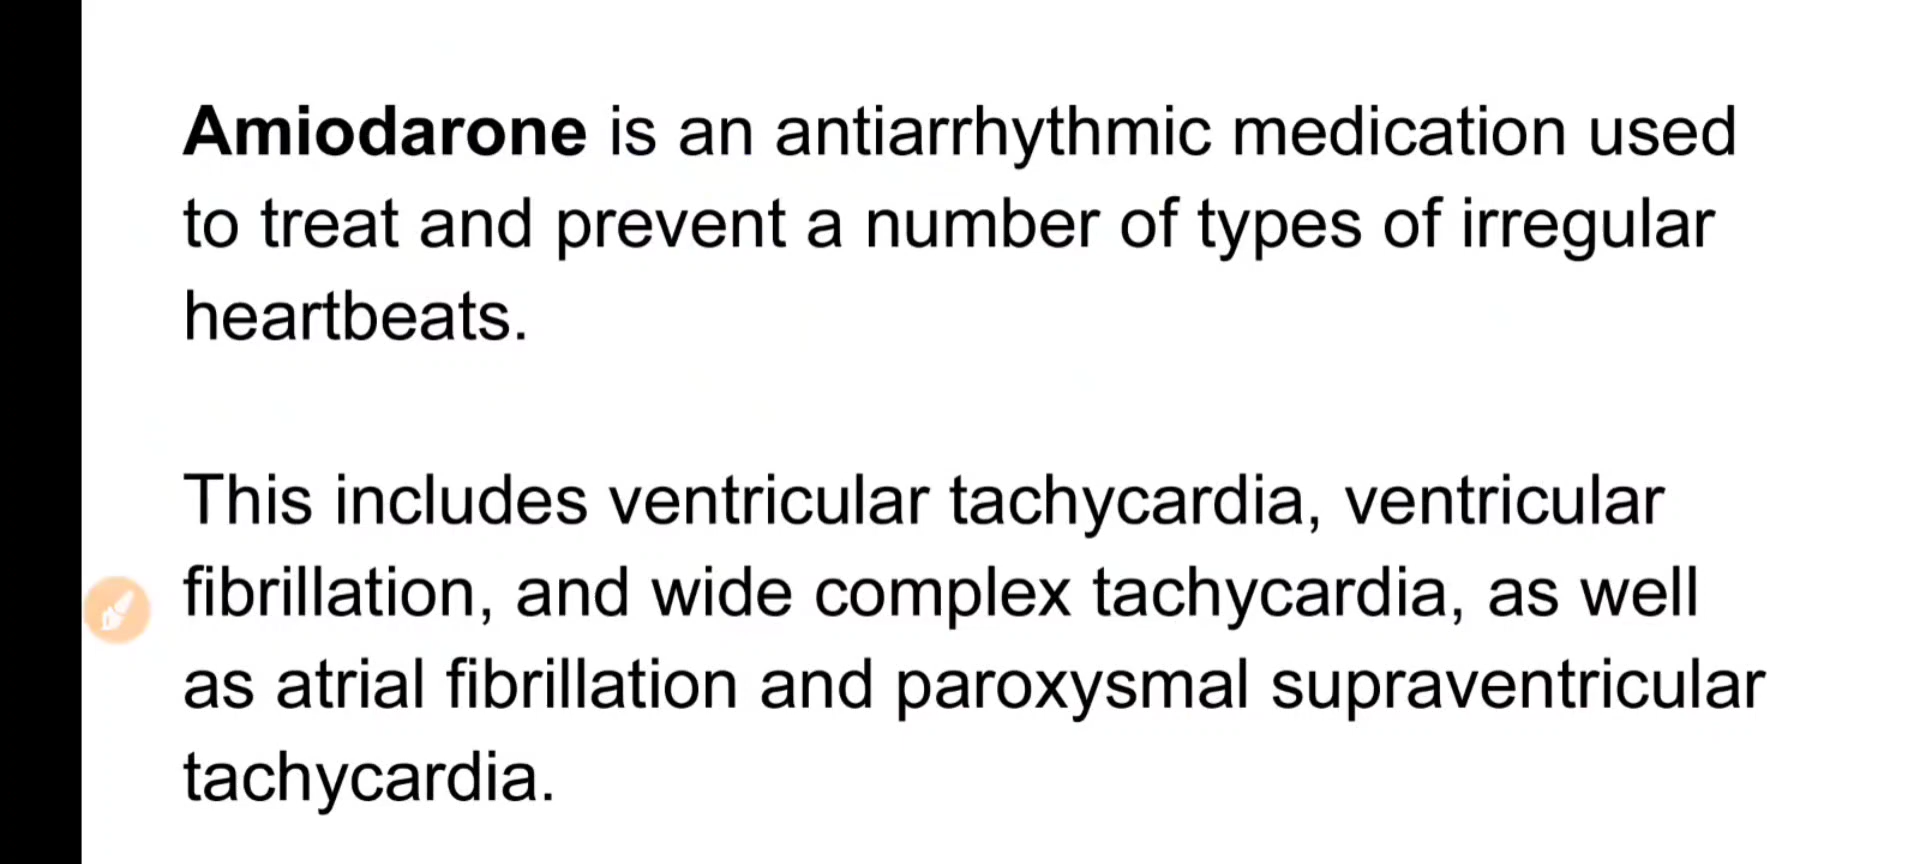 Amiodarone is an antiarrhythmic medication used
to treat and prevent a number of types of irregular
heartbeats.
This includes ventricular tachycardia, ventricular
fibrillation, and wide complex tachycardia, as well
as atrial fibrillation and paroxysmal supraventricular
tachycardia.